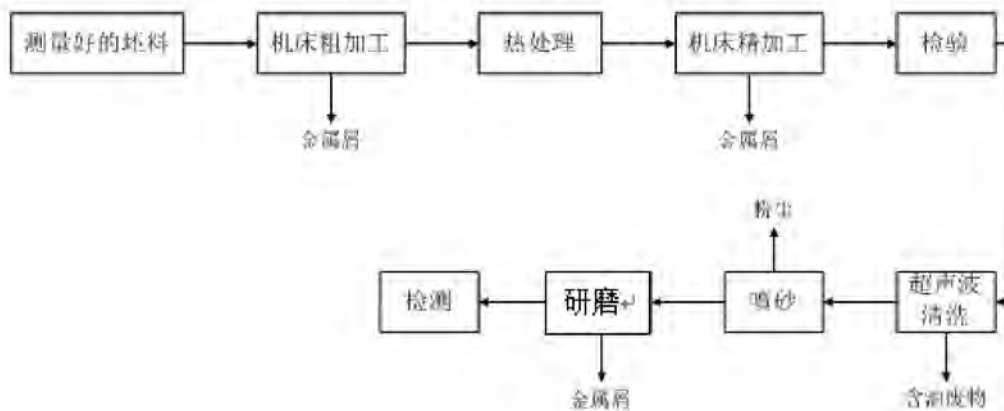 测量好的坯料
机床粗加工
热处理
机床精加工
检验
金属屑
金属屑
粉尘
检测
研磨↵
喷砂
超声波
清洗
金属屑
含油废物